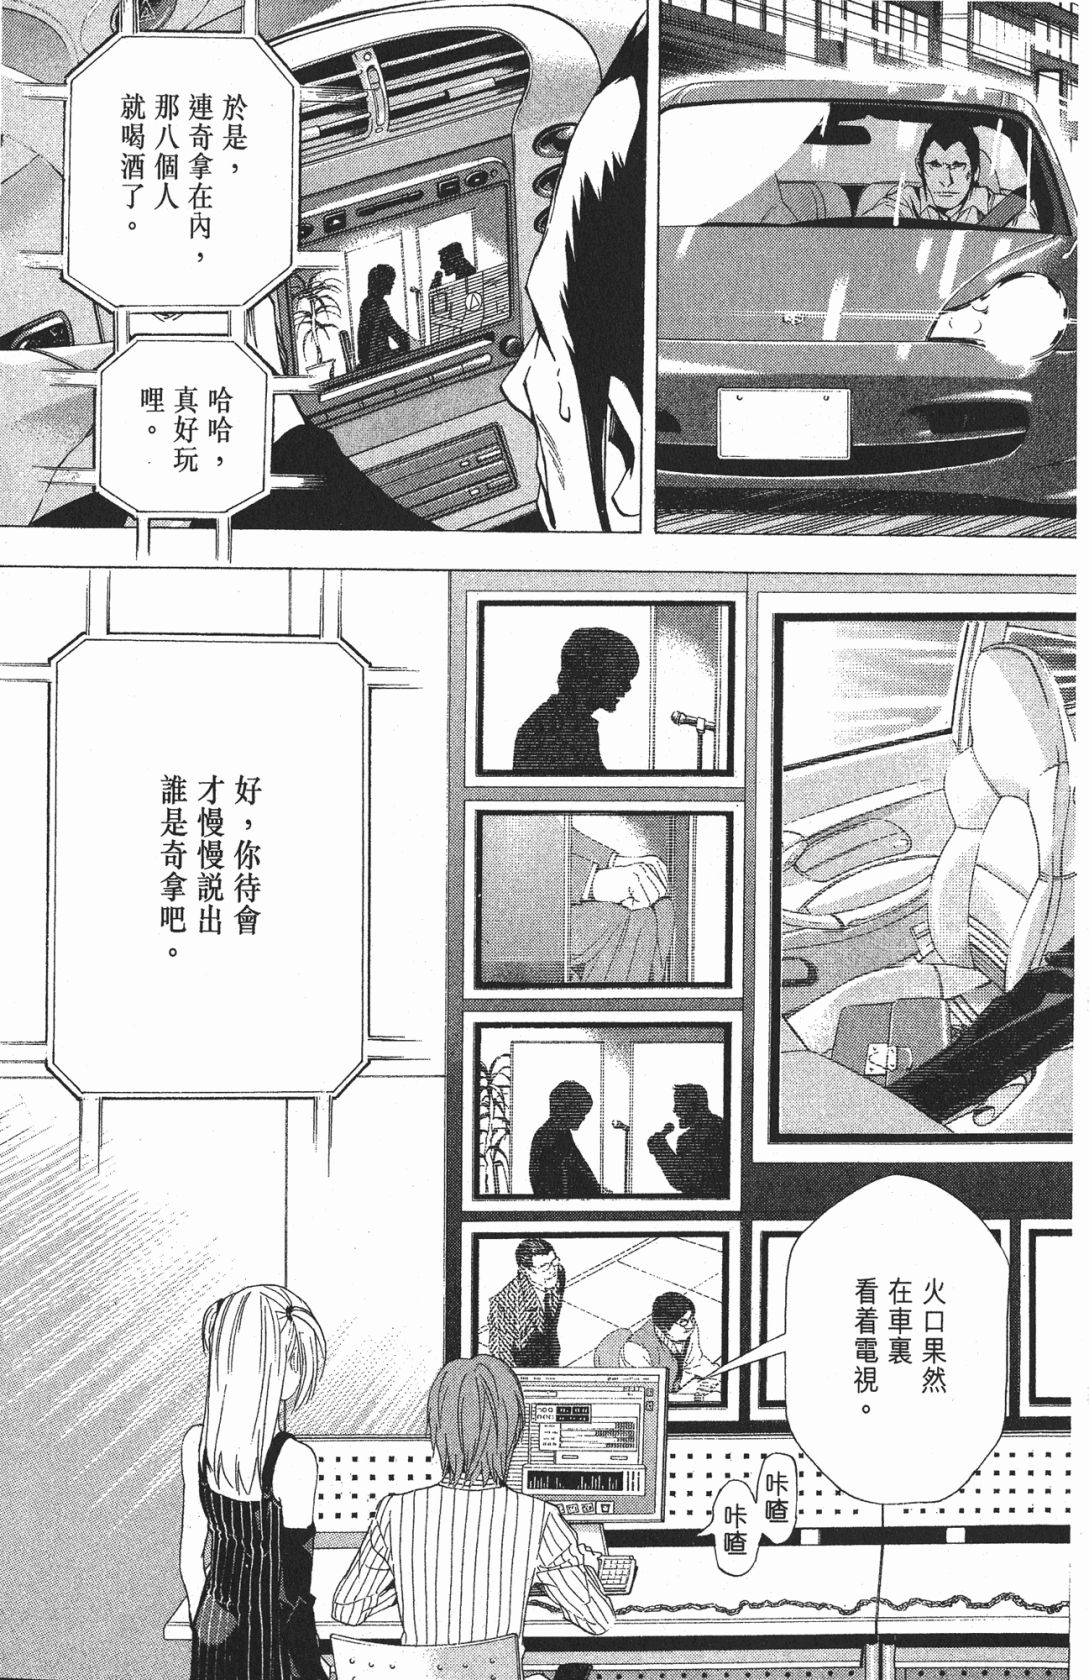 於是，
連奇拿在內，
那八個人
就喝酒了。
哈哈，
真好玩
哩。
好，你待會
才慢慢說出
誰是奇拿吧。
火口果然
在車裏
看着電視。
咔喳
咔喳